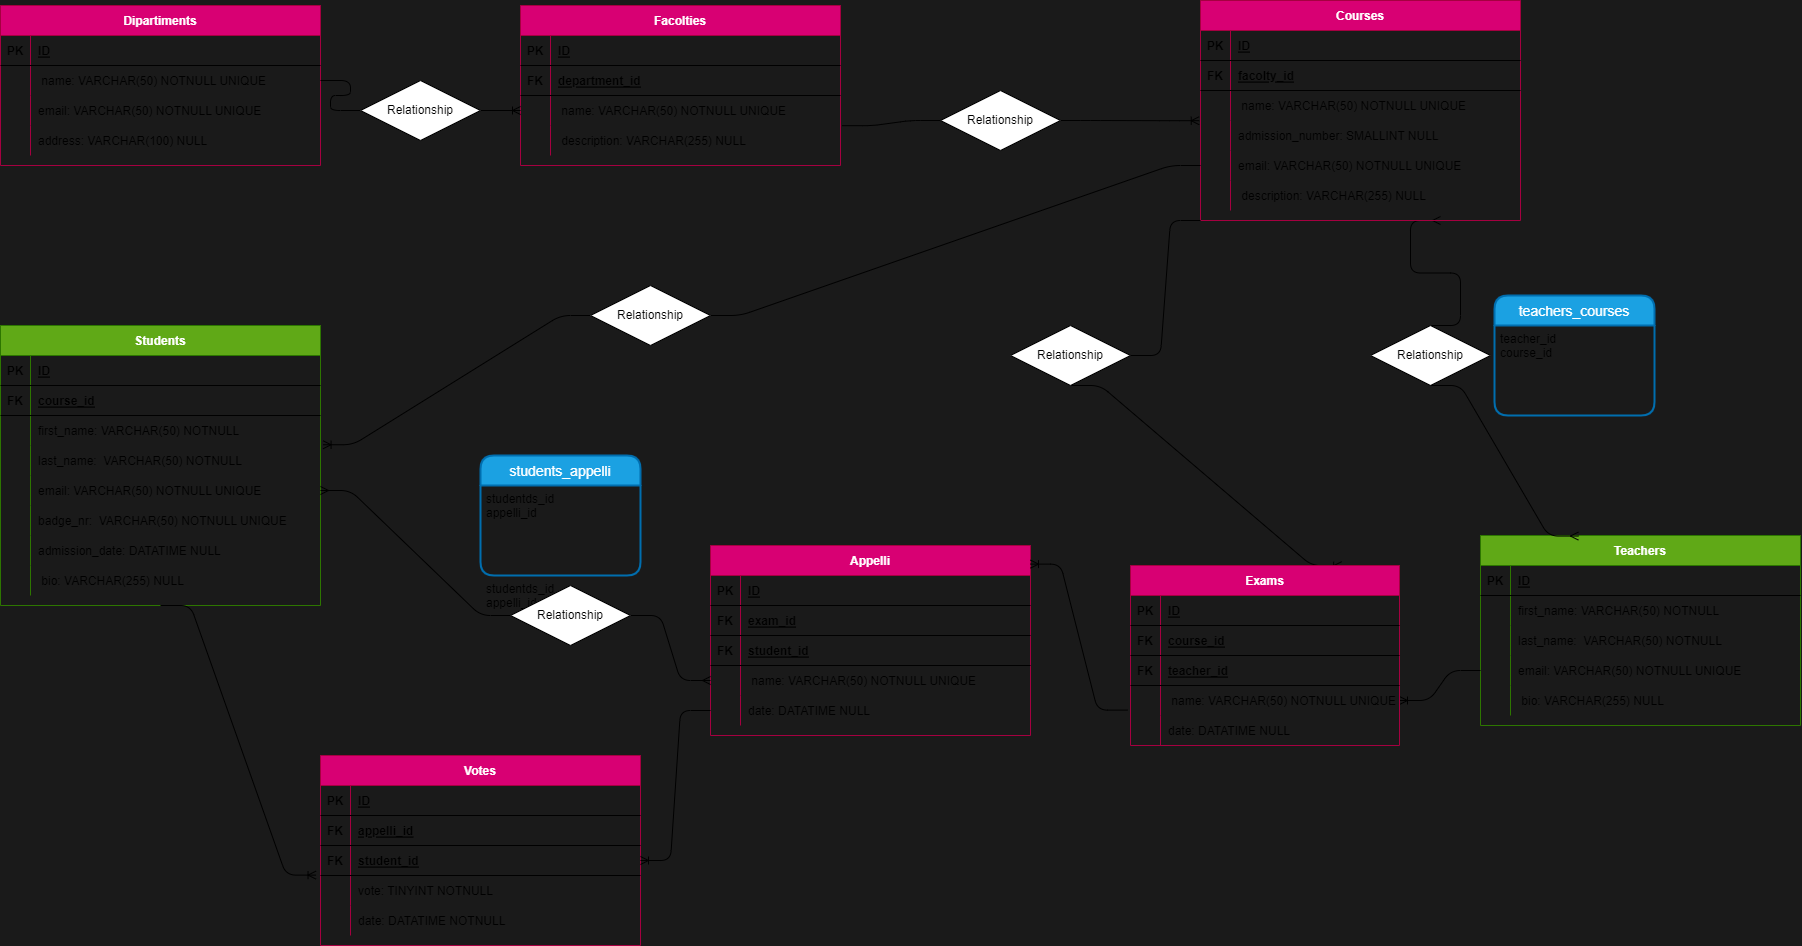 Dipartiments
PK ID
name: VARCHAR(50) NOTNULL UNIQUE
email: VARCHAR(50) NOTNULL UNIQUE
address: VARCHAR(100) NULL
Relationship
Facolties
PK ID
FK department_id
name: VARCHAR(50) NOTNULL UNIQUE
description: VARCHAR(255) NULL
Relationship
Courses
PK ID
FK facolty_id
name: VARCHAR(50) NOTNULL UNIQUE
admission_number: SMALLINT NULL
email: VARCHAR(50) NOTNULL UNIQUE
description: VARCHAR(255) NULL
Relationship
Relationship
Relationship
teachers_courses
teacher_id
course_id
Students
PK ID
FK course_id
first_name: VARCHAR(50) NOTNULL
last_name: VARCHAR(50) NOTNULL
email: VARCHAR(50) NOTNULL UNIQUE
badge_nr: VARCHAR(50) NOTNULL UNIQUE
admission_date: DATATIME NULL
bio: VARCHAR(255) NULL
students_appelli
studentds_id
appelli_id
studentds_id
appelli_id
Relationship
Appelli
PK ID
FK exam_id
FK student_id
name: VARCHAR(50) NOTNULL UNIQUE
date: DATATIME NULL
Exams
PK ID
FK course_id
FK teacher_id
name: VARCHAR(50) NOTNULL UNIQUE
date: DATATIME NULL
Teachers
PK ID
first_name: VARCHAR(50) NOTNULL
last_name: VARCHAR(50) NOTNULL
email: VARCHAR(50) NOTNULL UNIQUE
bio: VARCHAR(255) NULL
Votes
PK ID
FK appelli_id
FK student_id
vote: TINYINT NOTNULL
date: DATATIME NOTNULL